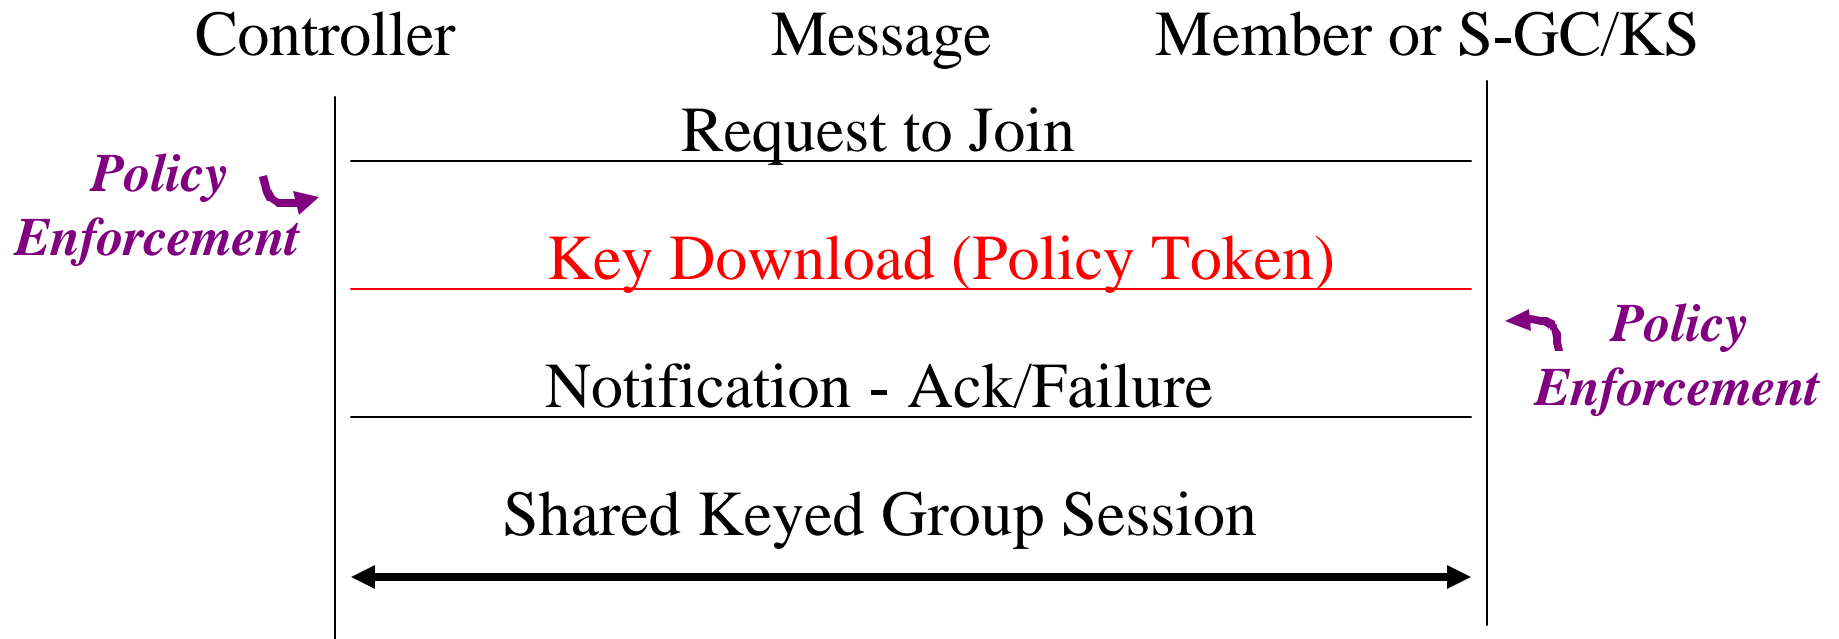 Controller Message Member or S-GC/KS
Request to Join
Policy
Enforcement
Key Download (Policy Token)
Policy
Enforcement
Notification - Ack/Failure
Shared Keyed Group Session